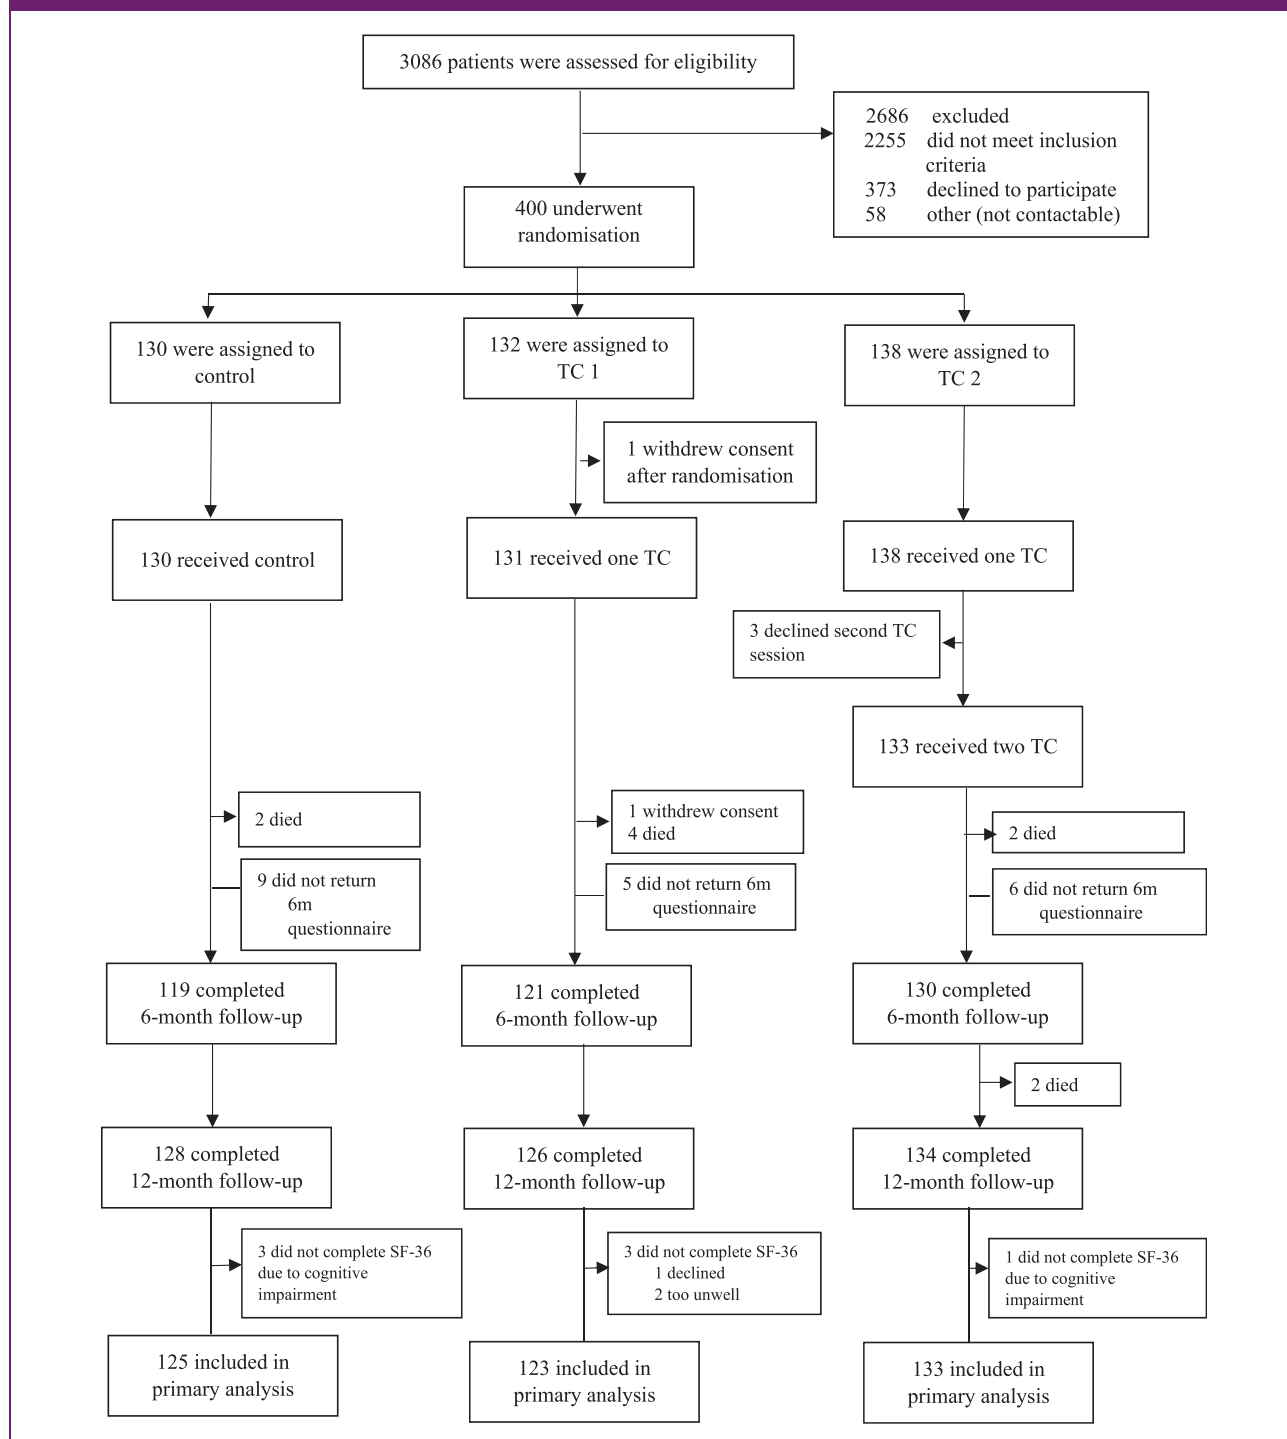 3086 patients were assessed for eligibility
2686 excluded
2255 did not meet inclusion
criteria
373 declined to participate
58 other (not contactable)
400 underwent
randomisation
130 were assigned to
control
132 were assigned to
TC 1
138 were assigned to
TC 2
1 withdrew consent
after randomisation
130 received control
131 received one TC
138 received one TC
3 declined second TC
session
133 received two TC
2 died
1 withdrew consent
4 died
2 died
9 did not return
6m
questionnaire
5 did not return 6m
questionnaire
6 did not return 6m
questionnaire
119 completed
6-month follow-up
121 completed
6-month follow-up
130 completed
6-month follow-up
2 died
128 completed
12-month follow-up
126 completed
12-month follow-up
134 completed
12-month follow-up
3 did not complete SF-36
due to cognitive
impairment
3 did not complete SF-36
1 declined
2 too unwell
1 did not complete SF-36
due to cognitive
impairment
125 included in
primary analysis
123 included in
primary analysis
133 included in
primary analysis